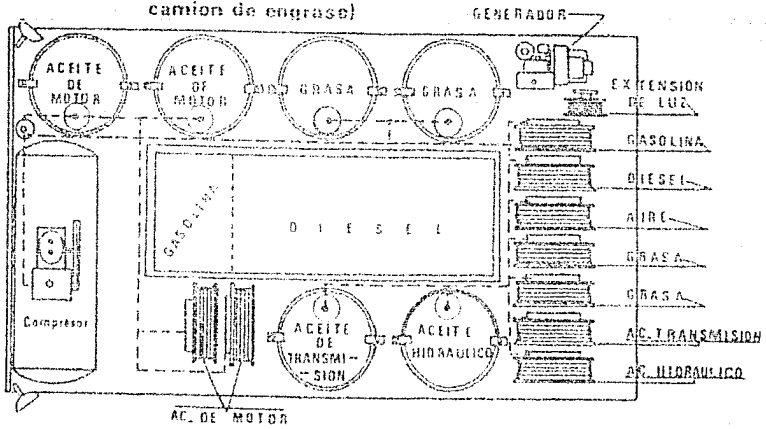 camion de engrase)
GENERADOR
ACEITE
DE
MOTOR
ACEITE
DE
MOTOR
GRASA
GRASA
EXTENSION
DE LUZ
GASOLINA
DIESEL
AIRE
GRASA
GRASA
AC. TRANSMISION
AC. HIDRAULICO
GASOLINA
DIESEL
Compresor
ACEITE
DE
TRANSMI-
-SION
ACEITE
HIDRAULICO
AC. DE MOTOR